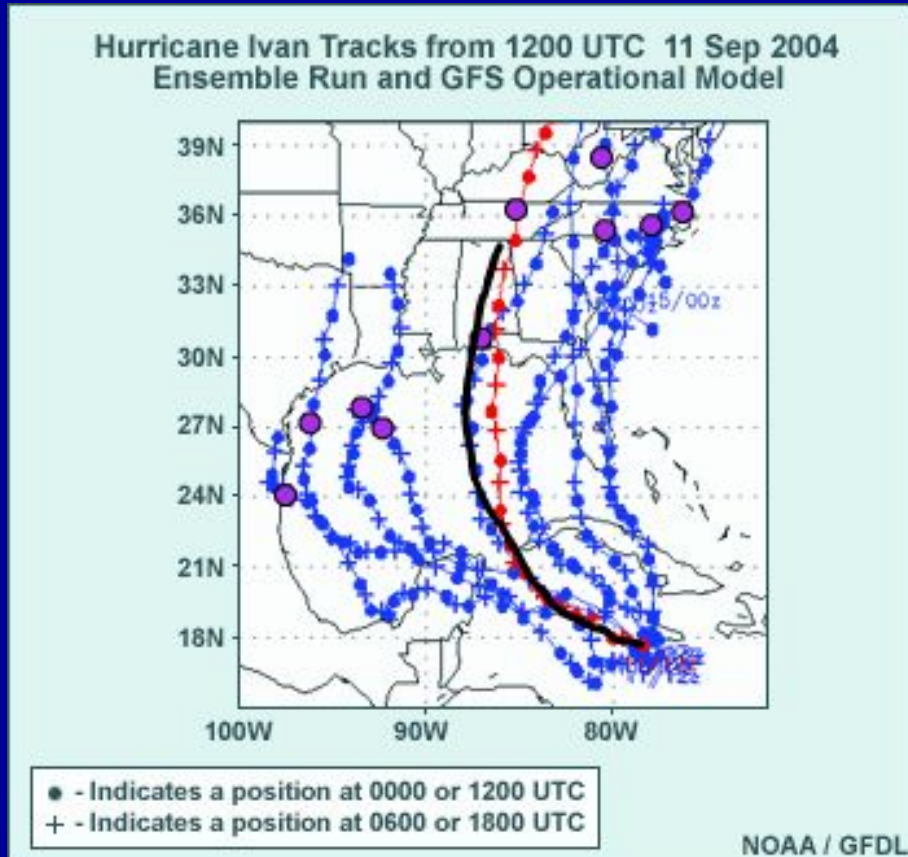 Hurricane Ivan Tracks from 1200 UTC 11 Sep 2004
Ensemble Run and GFS Operational Model
39N
36N
33N
15/00z
30N
27N
24N
21N
18N
100W 90W 80W
● - Indicates a position at 0000 or 1200 UTC
+ - Indicates a position at 0600 or 1800 UTC
NOAA / GFDL